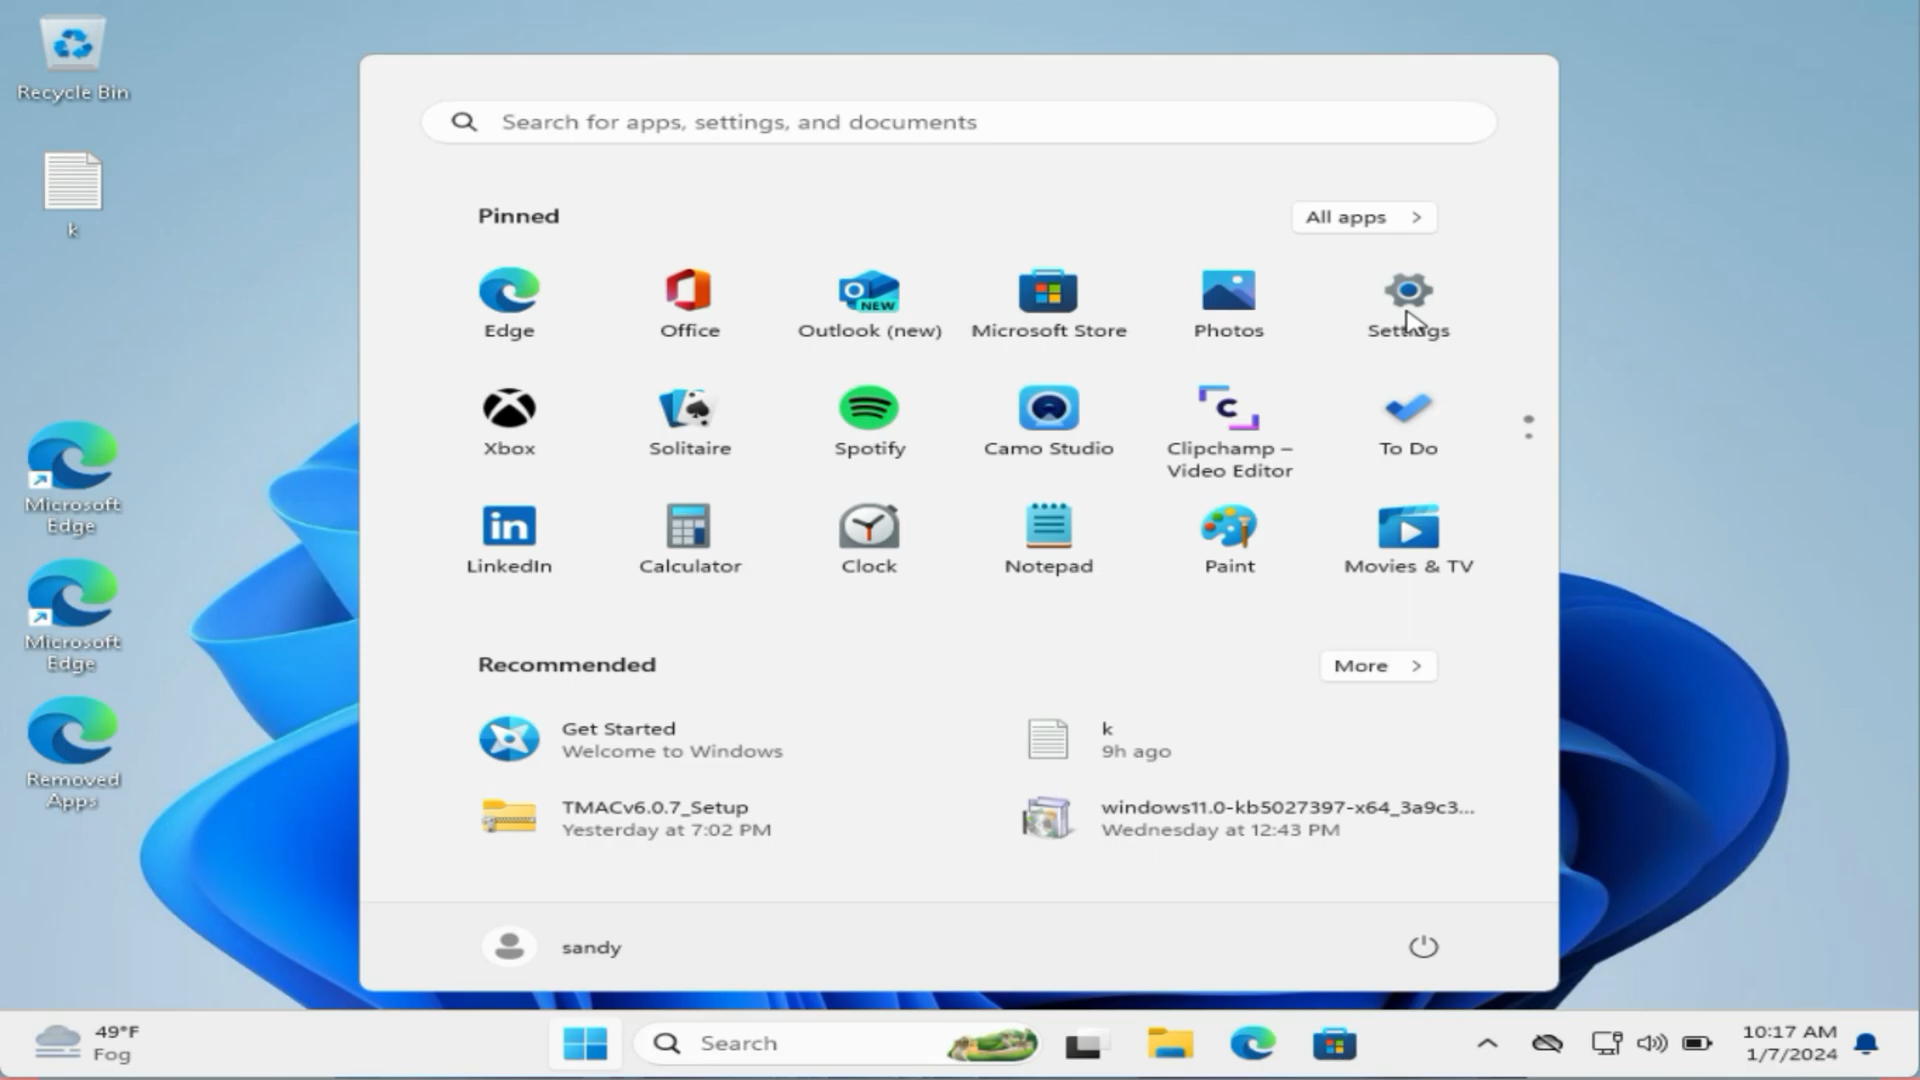 Recycle Bin
k
Microsoft
Edge
Microsoft
Edge
Removed
Apps
Search for apps, settings, and documents
Pinned
All apps
Edge
Office
NEW
Outlook (new)
Microsoft Store
Photos
Settings
Xbox
Solitaire
Spotify
Camo Studio
Clipchamp –
Video Editor
To Do
LinkedIn
Calculator
Clock
Notepad
Paint
Movies & TV
Recommended
More
Get Started
Welcome to Windows
k
9h ago
TMACv6.0.7_Setup
Yesterday at 7:02 PM
windows11.0-kb5027397-x64_3a9c3...
Wednesday at 12:43 PM
sandy
49°F
Fog
Search
10:17 AM
1/7/2024